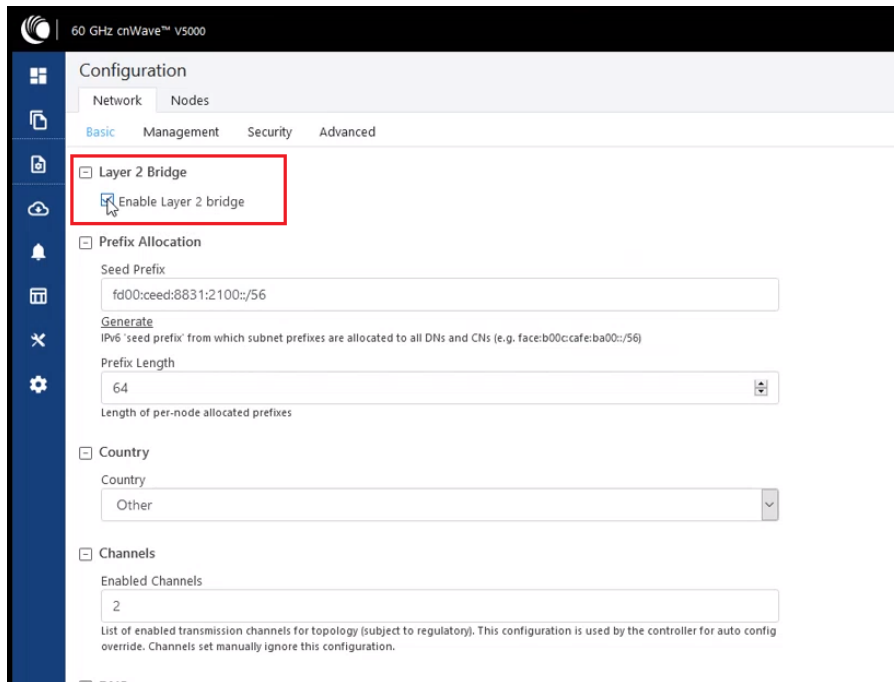 60 GHz cnWave™ V5000
Configuration
Network Nodes
Basic Management Security Advanced
Layer 2 Bridge
Enable Layer 2 bridge
Prefix Allocation
Seed Prefix
fd00:ceed:8831:2100::/56
Generate
IPv6 'seed prefix' from which subnet prefixes are allocated to all DNs and CNs (e.g. face:b00c:cafe:ba00::/56)
Prefix Length
64
Length of per-node allocated prefixes
Country
Country
Other
Channels
Enabled Channels
2
List of enabled transmission channels for topology (subject to regulatory). This configuration is used by the controller for auto config
override. Channels set manually ignore this configuration.